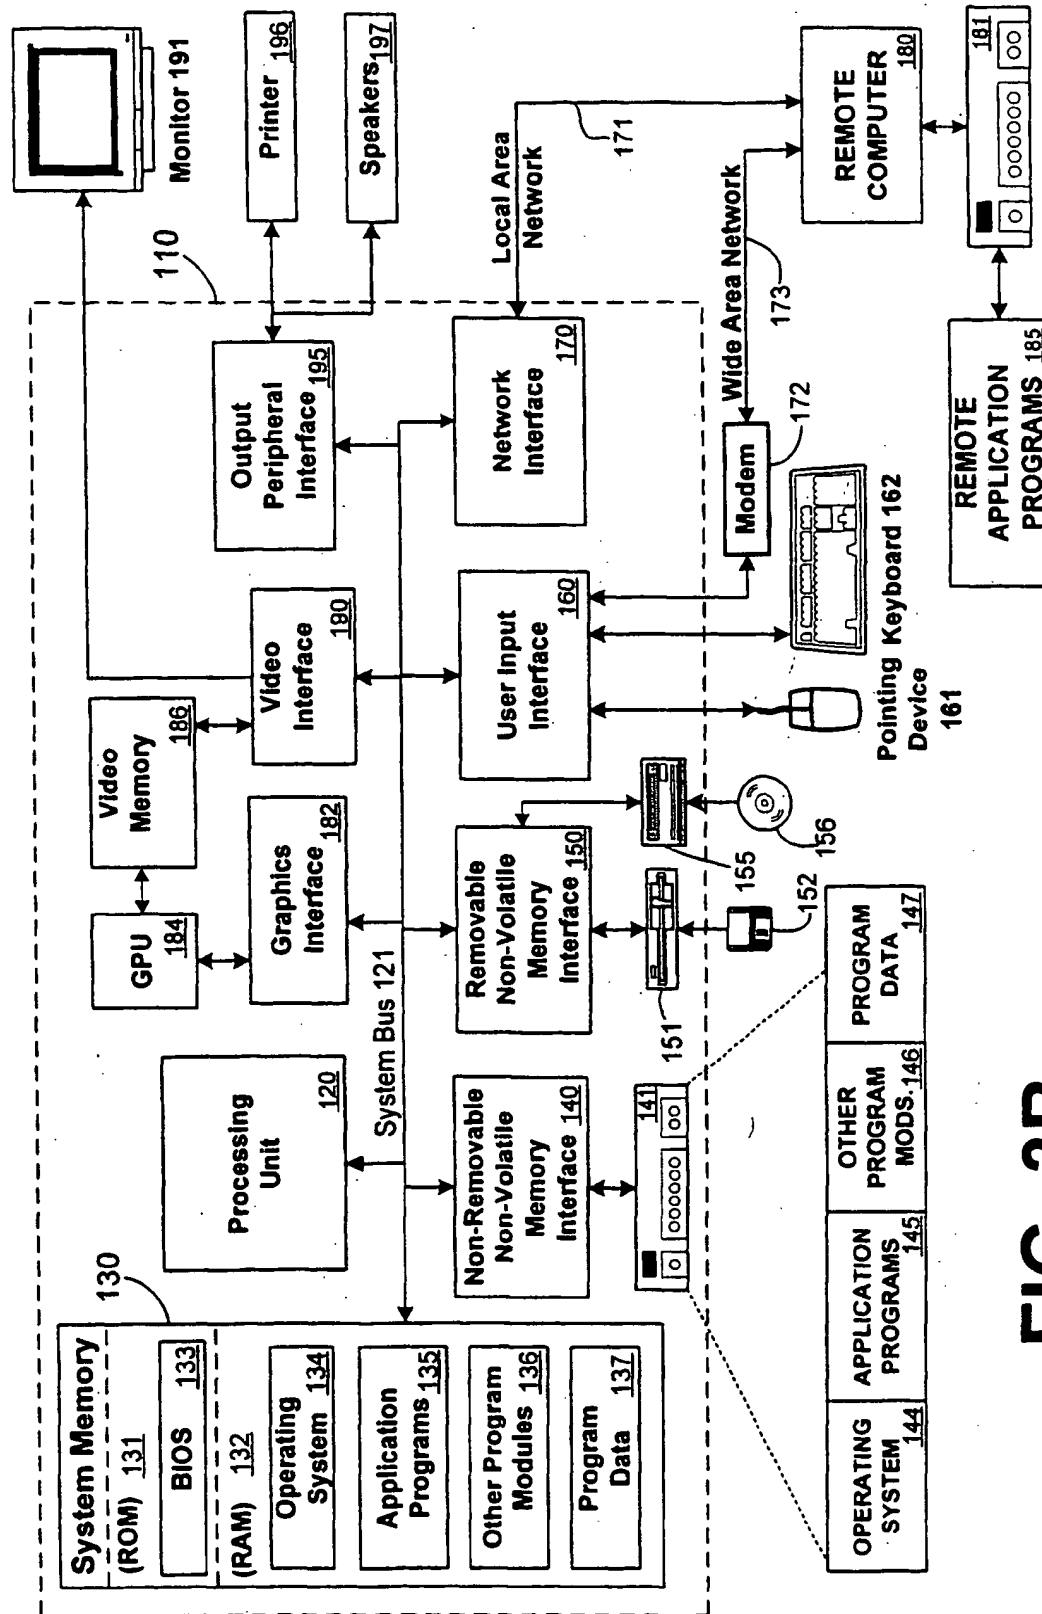 System Memory
130
(ROM) 131
BIOS 133
(RAM) 132
Operating
System 134
Application
Programs 135
Other Program
Modules 136
Program
Data 137
Processing
Unit
120
System Bus 121
GPU
184
Video
Memory
186
Graphics
Interface
182
Video
Interface
190
Output
Peripheral
Interface
195
110
Monitor 191
Printer 196
Speakers 197
Non-Removable
Non-Volatile
Memory
Interface 140
Removable
Non-Volatile
Memory
Interface 150
User Input
Interface
160
Network
Interface
170
Local Area
Network
171
Wide Area Network
173
Modem
172
141
151
152
155
156
Pointing
Device
161
Keyboard 162
REMOTE
COMPUTER
180
181
REMOTE
APPLICATION
PROGRAMS 185
OPERATING
SYSTEM 144
APPLICATION
PROGRAMS 145
OTHER
PROGRAM
MODS. 146
PROGRAM
DATA 147